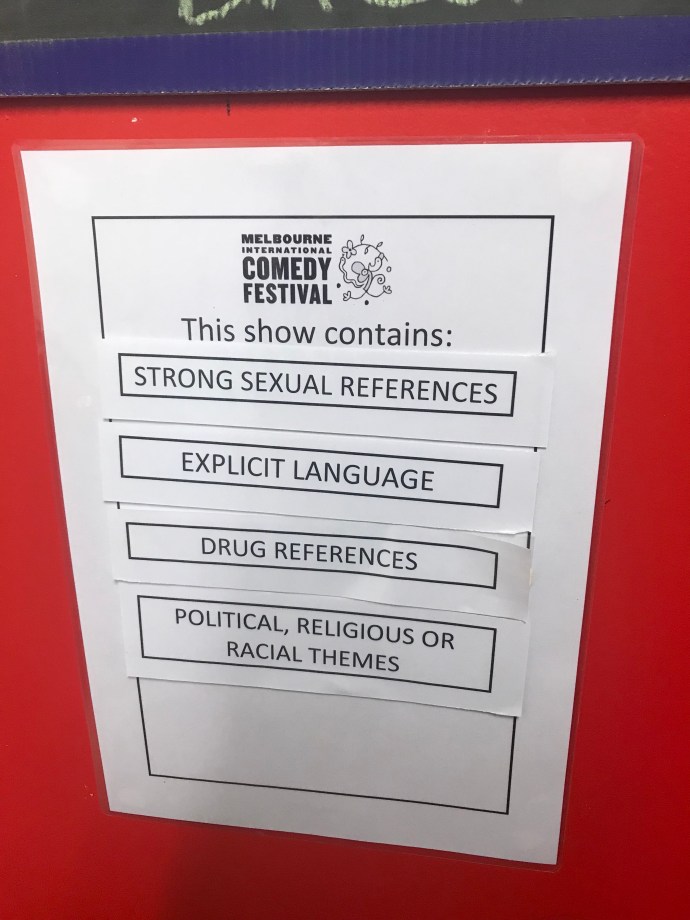 MELBOURNE
INTERNATIONAL
COMEDY
FESTIVAL
This show contains:
STRONG SEXUAL REFERENCES
EXPLICIT LANGUAGE
DRUG REFERENCES
POLITICAL, RELIGIOUS OR
RACIAL THEMES